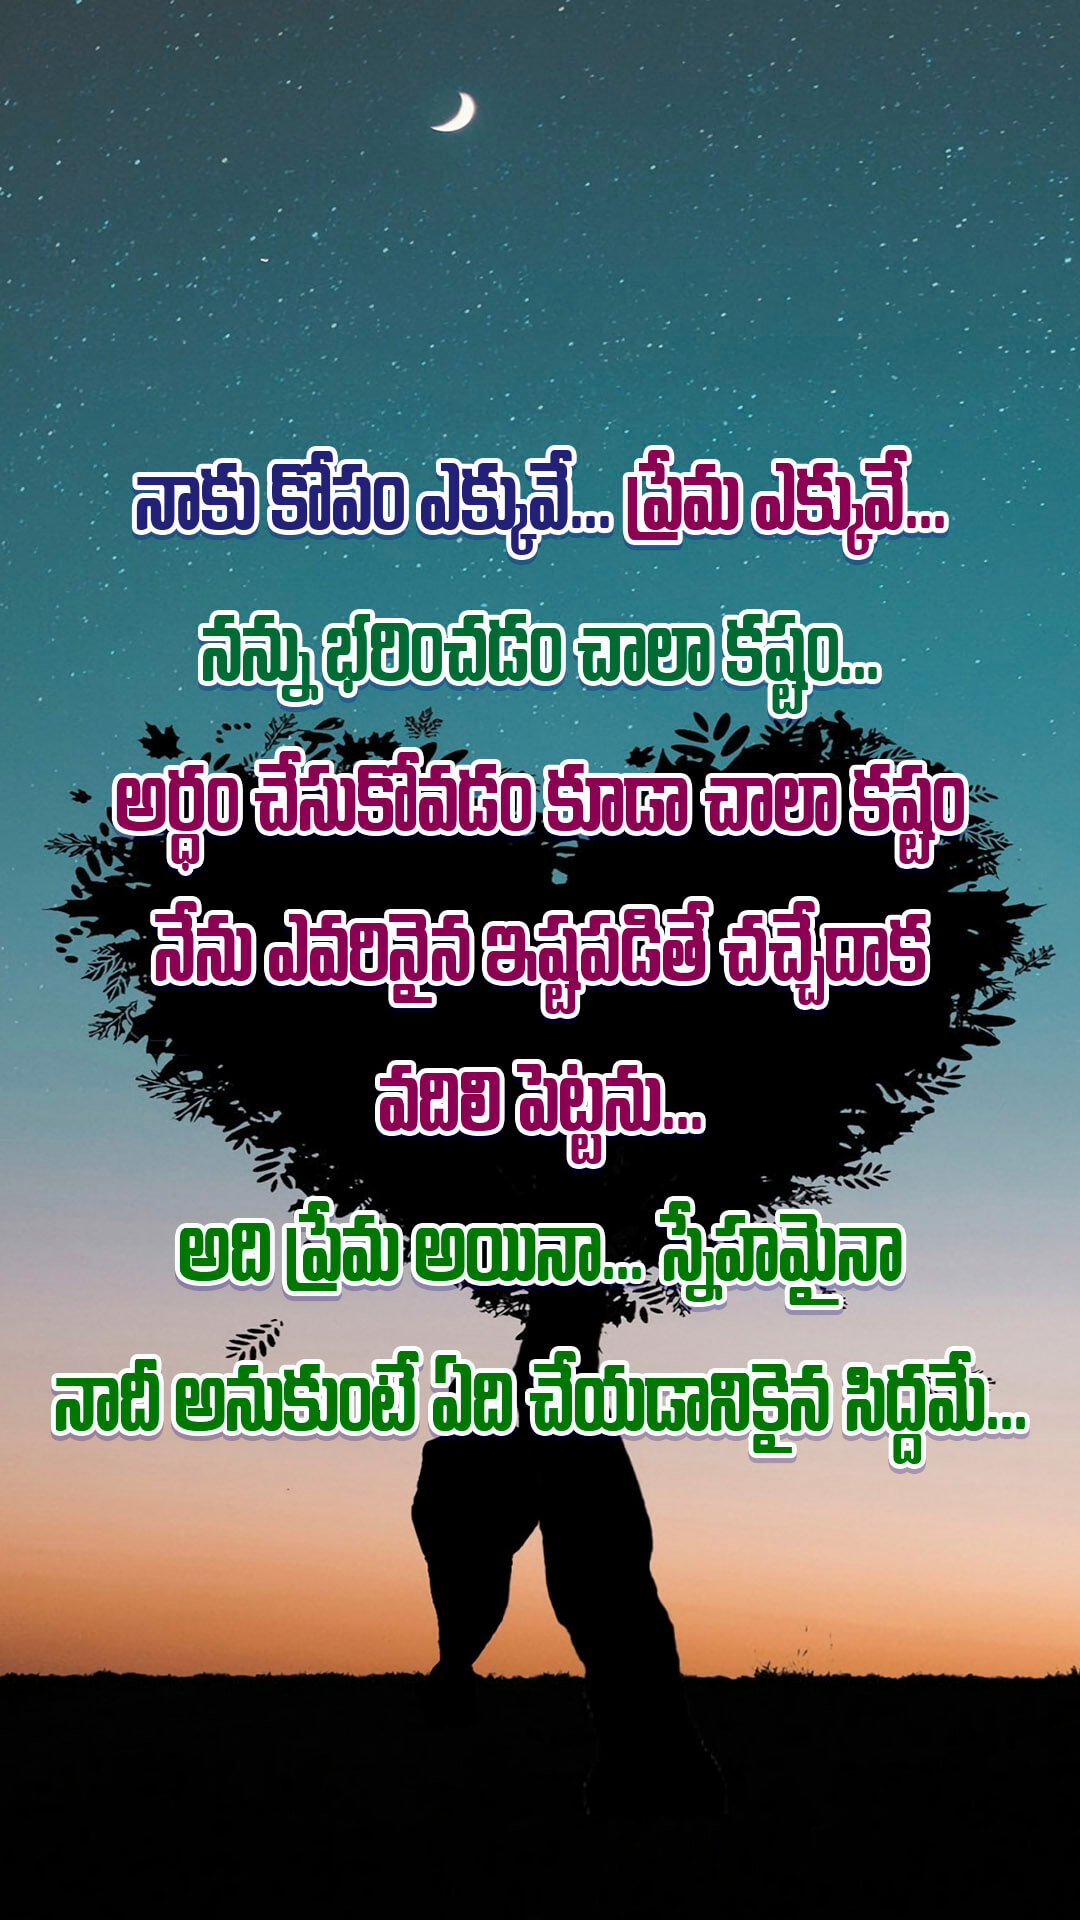 నాకు కోపం ఎక్కువే... ప్రేమ ఎక్కువే...
నన్ను భరించడం చాలా కష్టం...
అర్ధం చేసుకోవడం కూడా చాలా కష్టం
నేను ఎవరినైన ఇష్టపడితే చచ్చేదాక
వదిలి పెట్టను...
అది ప్రేమ అయినా... స్నేహమైనా
నాదీ అనుకుంటే ఏది చేయడానికైన సిద్దమే...